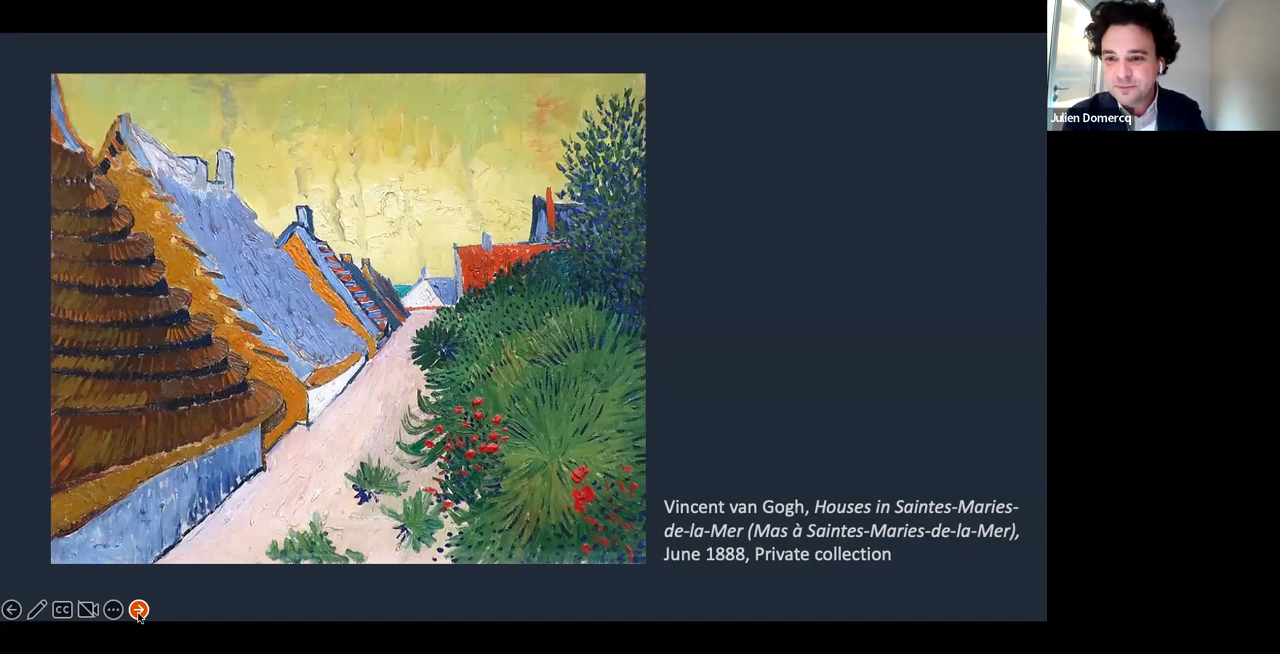 Julien Domercq
Vincent van Gogh, Houses in Saintes-Maries-
de-la-Mer (Mas à Saintes-Maries-de-la-Mer),
June 1888, Private collection
CC